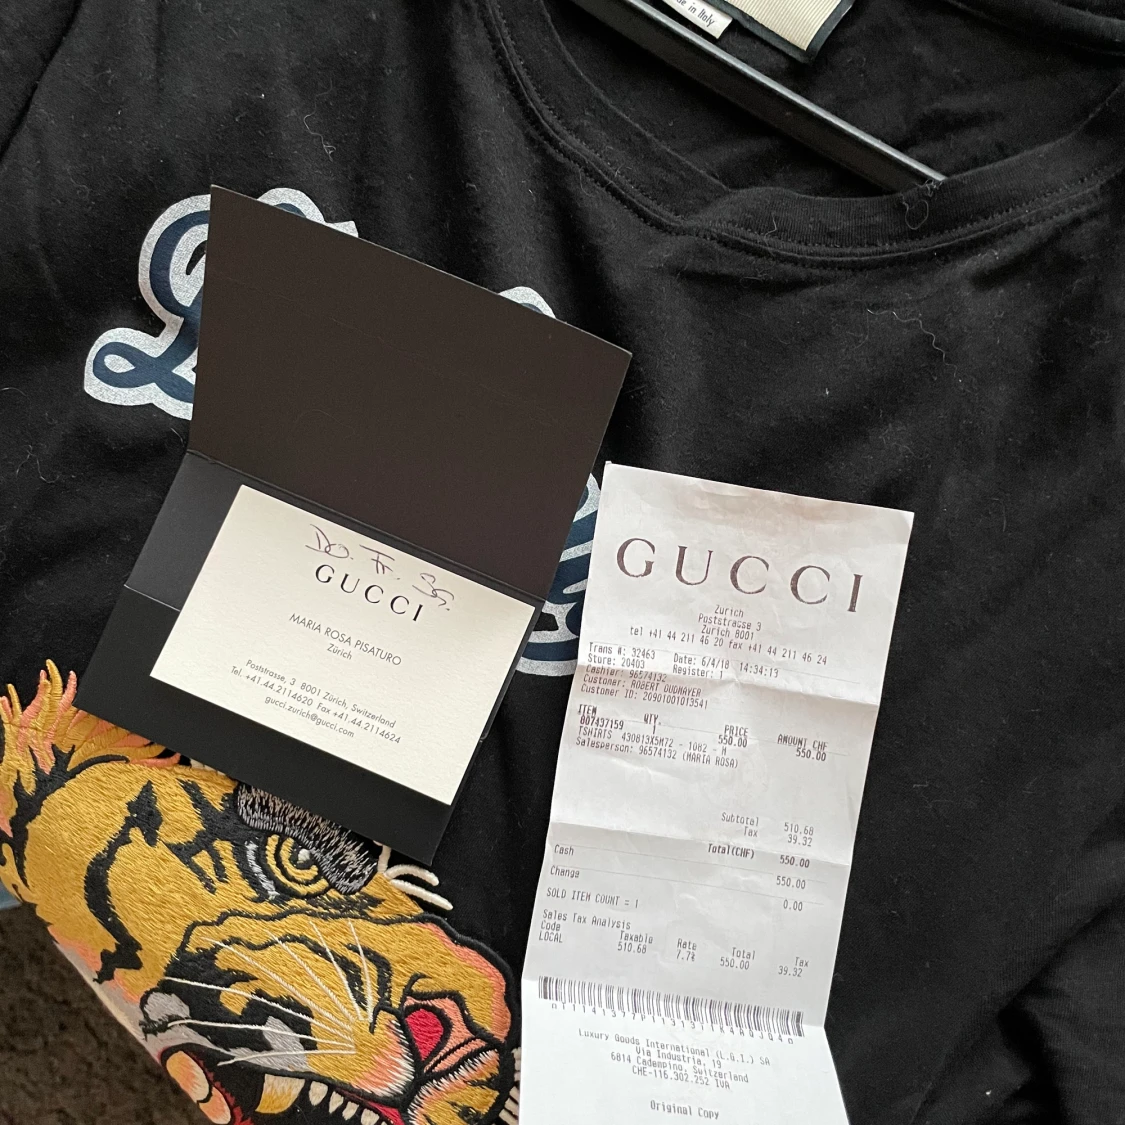 de in Italy
Do. Fr. Sa.
GUCCI
MARIA ROSA PISATURO
Zürich
Poststrasse, 3 8001 Zürich, Switzerland
Tel. +41.44.2114620 Fax +41.44.2114624
gucci.zurich@gucci.com
GUCCI
Zurich
Poststrasse 3
Zurich 8001
tel +41 44 211 46 20 fax +41 44 211 46 24
Trans #: 32463 Date: 6/4/18 14:34:13
Store: 20403 Register: 1
Cashier: 96574132
Customer: ROBERT GUDMAYER
Customer ID: 20901001013541
ITEM QTY. PRICE AMOUNT CHF
807437159 1 550.00 550.00
TSHIRTS 430813X5M72 - 1082 - M
Salesperson: 96574132 (MARIA ROSA)
Subtotal 510.68
Tax 39.32
Total(CHF) 550.00
Cash 550.00
Change 0.00
SOLD ITEM COUNT = 1
Sales Tax Analysis
Code Taxable Rate Total Tax
LOCAL 510.68 7.7% 550.00 39.32
Luxury Goods International (L.G.I.) SA
Via Industria, 19
6814 Cadempino, Switzerland
CHE-116.302.252 IVA
Original Copy